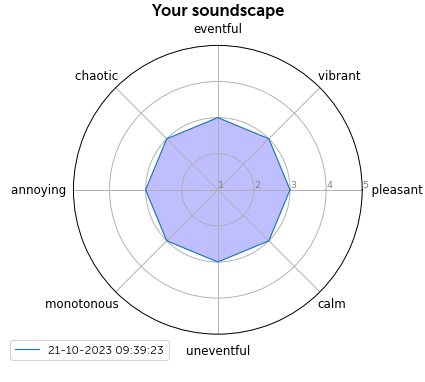 Your soundscape
eventful
chaotic
vibrant
annoying
1
2
3
4
5
pleasant
monotonous
calm
21-10-2023 09:39:23
uneventful